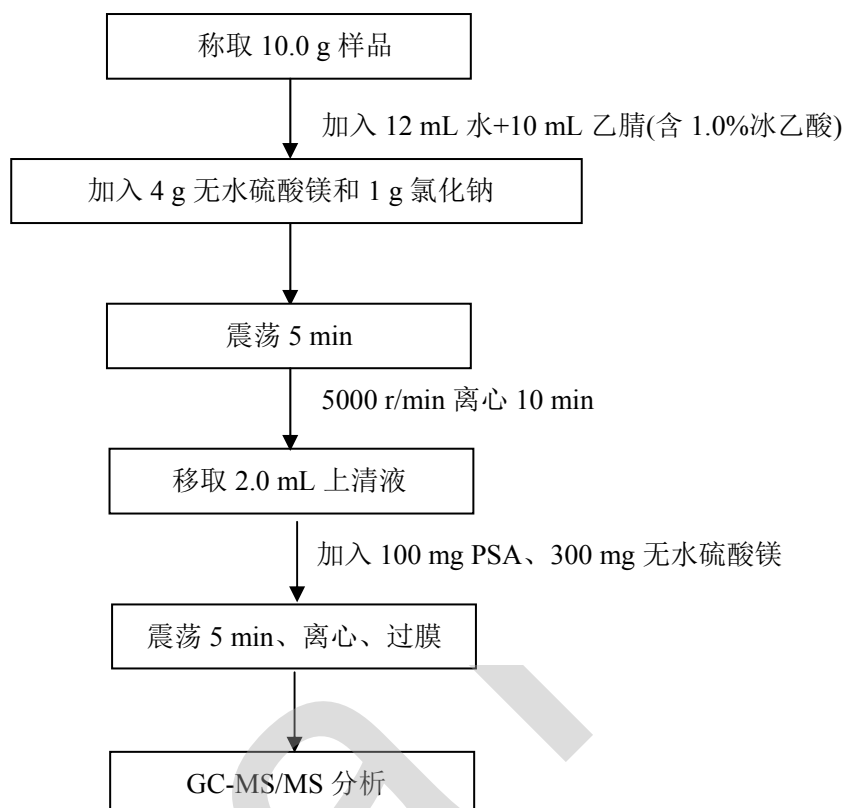 称取 10.0 g 样品
加入 12 mL 水+10 mL 乙腈(含 1.0%冰乙酸)
加入 4 g 无水硫酸镁和 1 g 氯化钠
震荡 5 min
5000 r/min 离心 10 min
移取 2.0 mL 上清液
加入 100 mg PSA、300 mg 无水硫酸镁
震荡 5 min、离心、过膜
GC-MS/MS 分析